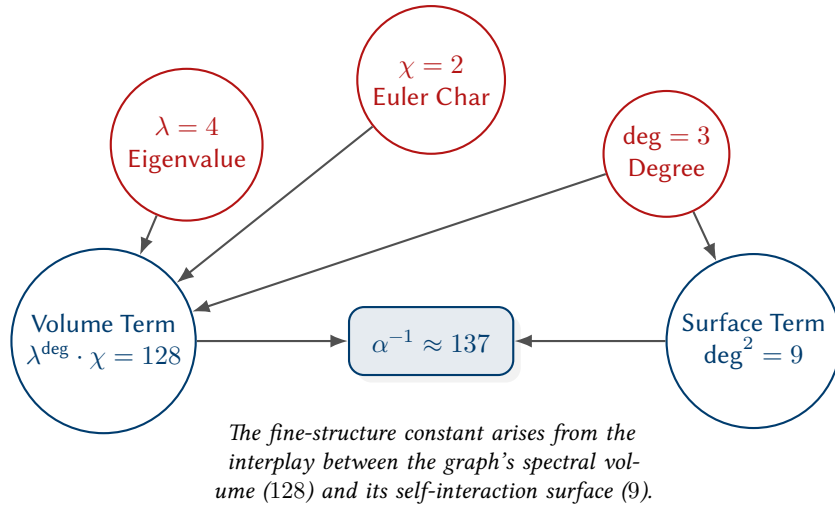 χ = 2
Euler Char
λ = 4
Eigenvalue
deg = 3
Degree
Volume Term
λ^deg · χ = 128
α⁻¹ ≈ 137
Surface Term
deg² = 9
The fine-structure constant arises from the
interplay between the graph's spectral vol-
ume (128) and its self-interaction surface (9).